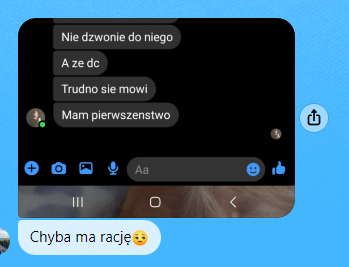 Nie dzwonie do niego
A ze dc
Trudno sie mowi
Mam pierwszenstwo
Aa
Chyba ma rację😒